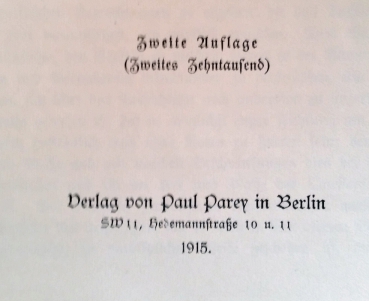 Zweite Auflage
(Zweites Zehntausend)
Verlag von Paul Parey in Berlin
SW 11, Hedemannstraße 10 u. 11
1915.